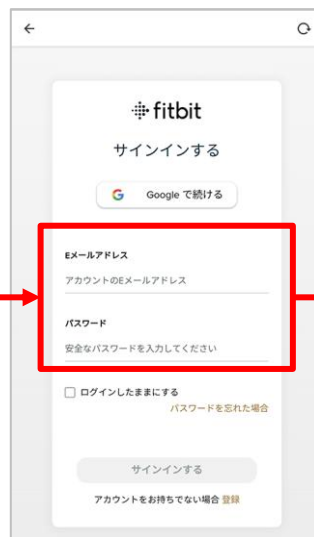 fitbit
サインインする
Google で続ける
Eメールアドレス
アカウントのEメールアドレス
パスワード
安全なパスワードを入力してください
ログインしたままにする
パスワードを忘れた場合
サインインする
アカウントをお持ちでない場合 登録